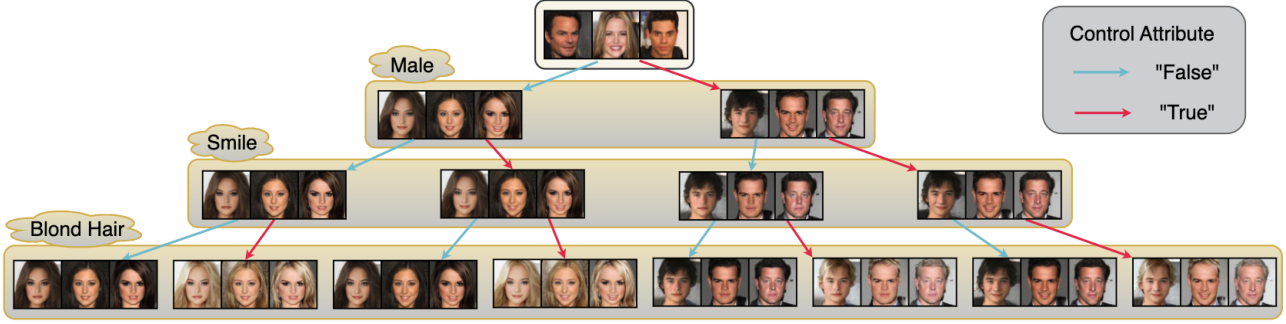 Control Attribute
"False"
"True"
Male
Smile
Blond Hair